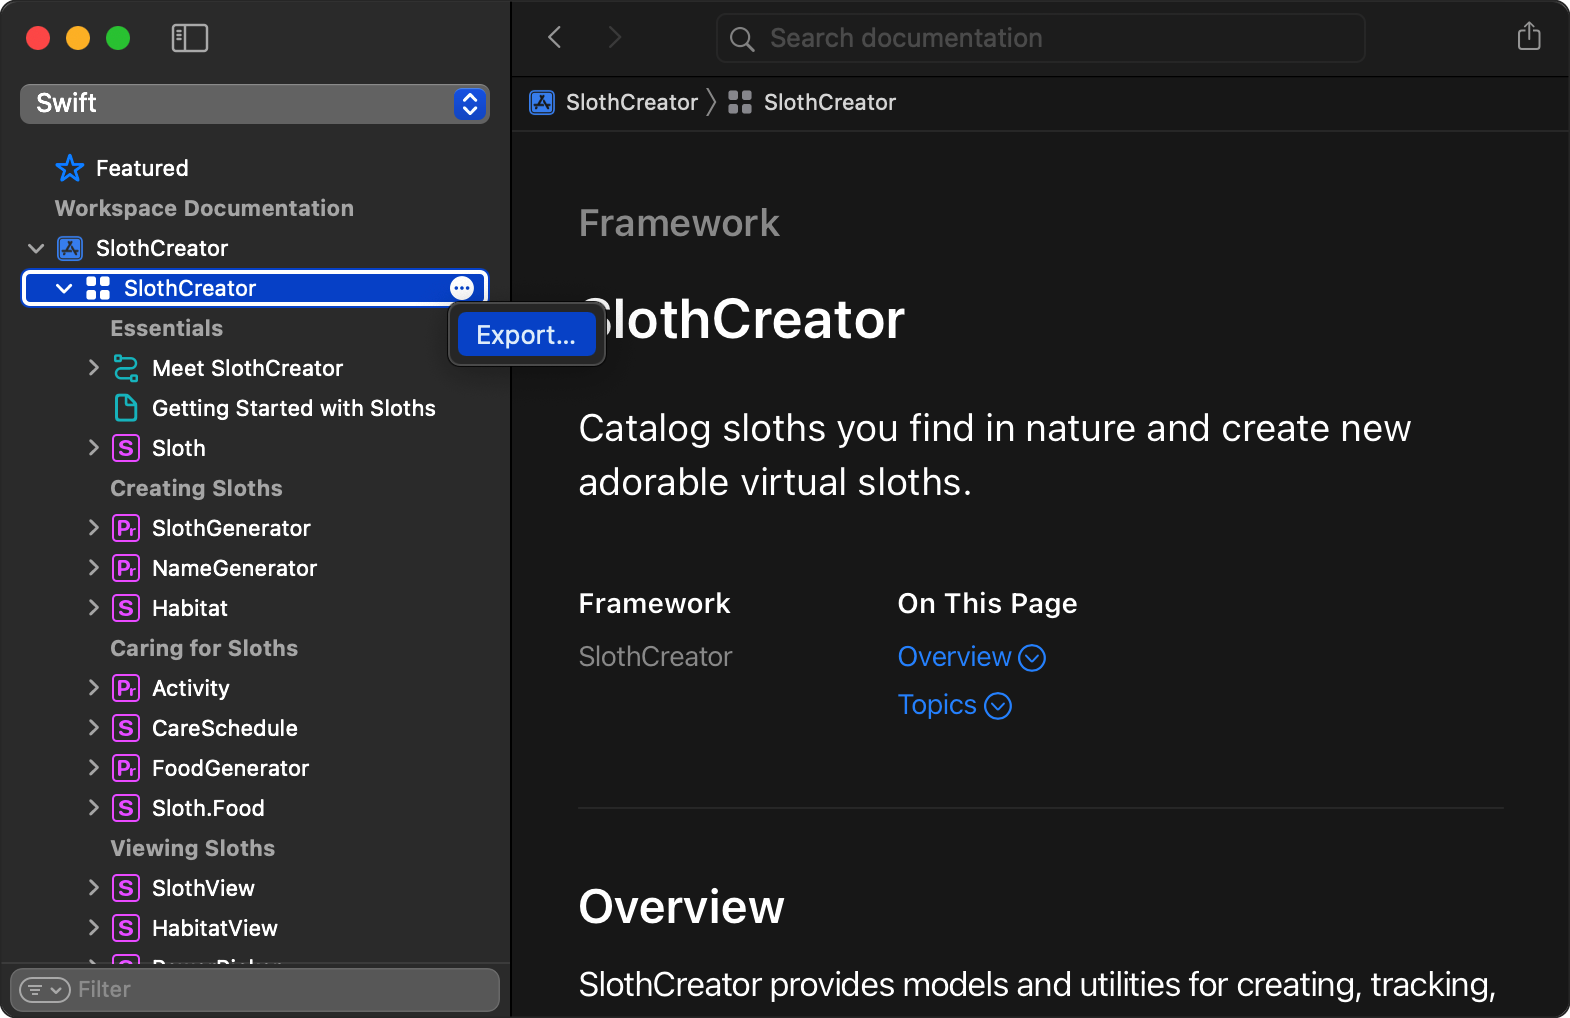 Search documentation
Swift
SlothCreator
SlothCreator
Featured
Workspace Documentation
SlothCreator
SlothCreator
Export...
Essentials
Meet SlothCreator
Getting Started with Sloths
S Sloth
Creating Sloths
Pr SlothGenerator
Pr NameGenerator
S Habitat
Caring for Sloths
Pr Activity
S CareSchedule
Pr FoodGenerator
S Sloth.Food
Viewing Sloths
S SlothView
S HabitatView
Filter
Framework
SlothCreator
Catalog sloths you find in nature and create new
adorable virtual sloths.
Framework
SlothCreator
On This Page
Overview
Topics
Overview
SlothCreator provides models and utilities for creating, tracking,